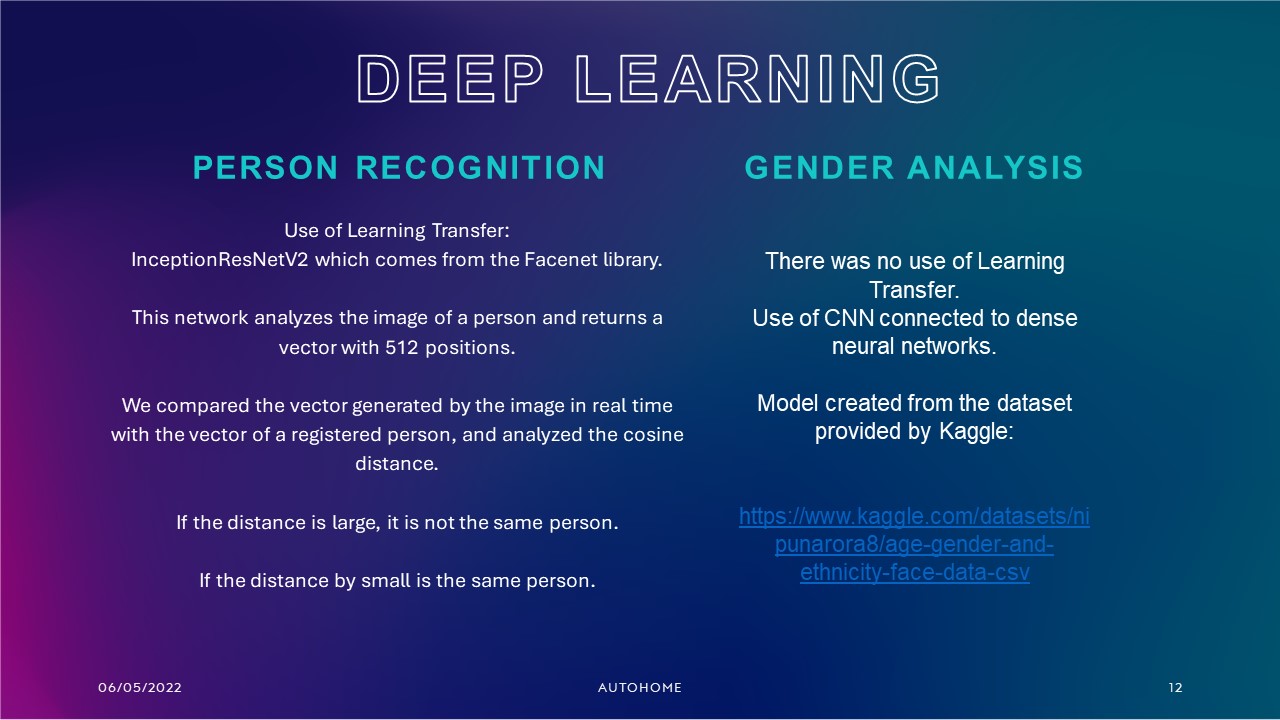 DEEP LEARNING
PERSON RECOGNITION
Use of Learning Transfer:
InceptionResNetV2 which comes from the Facenet library.
This network analyzes the image of a person and returns a
vector with 512 positions.
We compared the vector generated by the image in real time
with the vector of a registered person, and analyzed the cosine
distance.
If the distance is large, it is not the same person.
If the distance by small is the same person.
GENDER ANALYSIS
There was no use of Learning
Transfer.
Use of CNN connected to dense
neural networks.
Model created from the dataset
provided by Kaggle:
https://www.kaggle.com/datasets/ni
punarora8/age-gender-and-
ethnicity-face-data-csv
06/05/2022
AUTOHOME
12